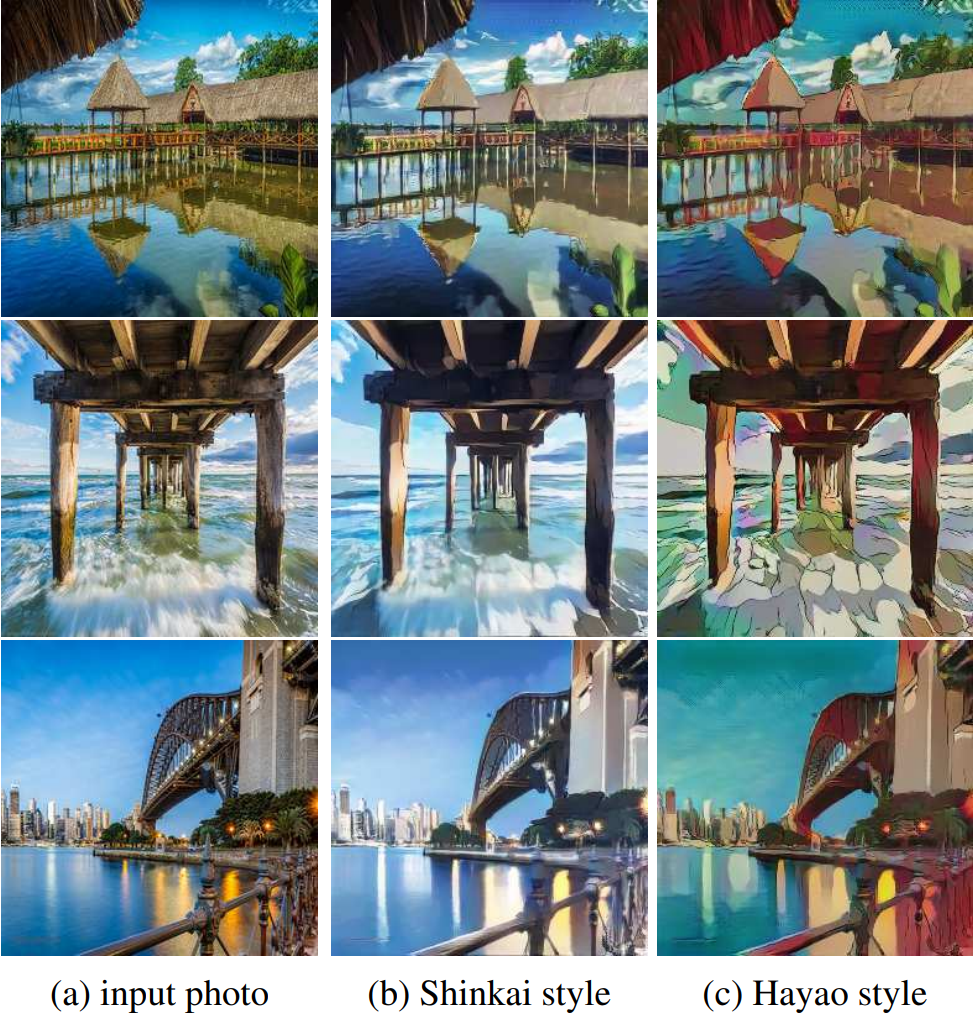 (a) input photo
(b) Shinkai style
(c) Hayao style